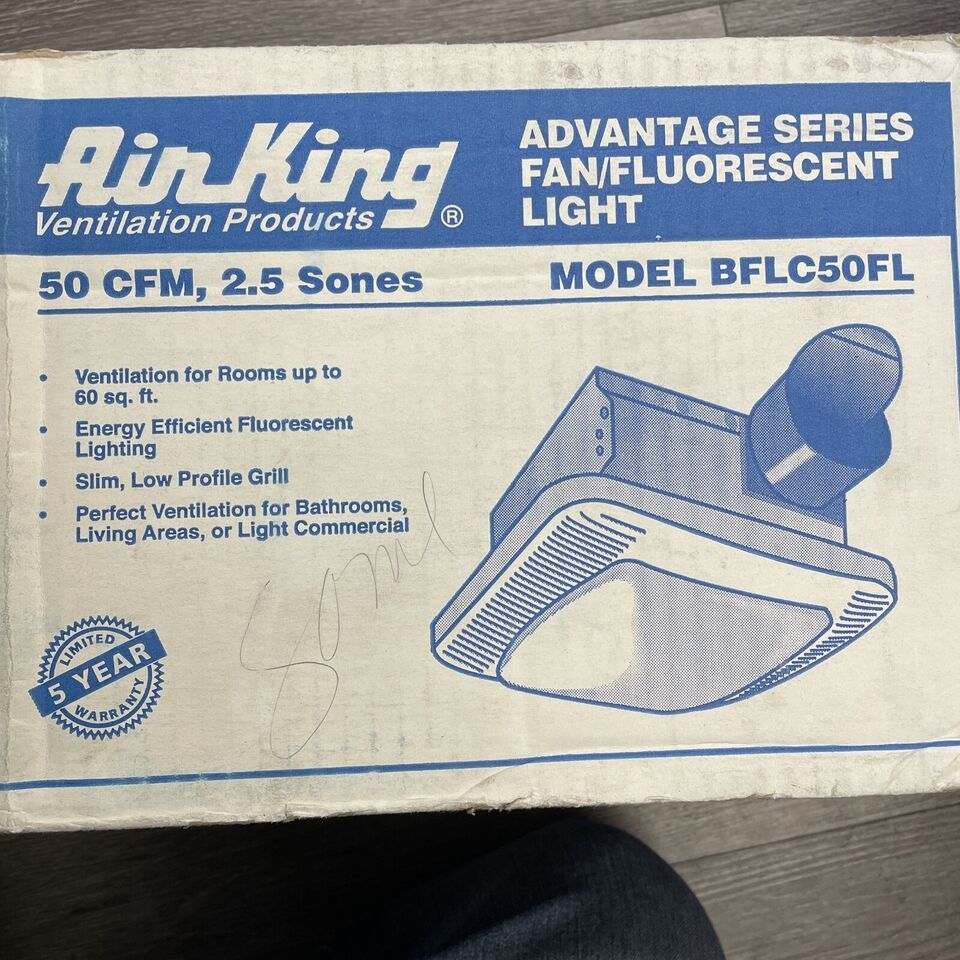 Air King
Ventilation Products ®
ADVANTAGE SERIES
FAN/FLUORESCENT
LIGHT
50 CFM, 2.5 Sones
MODEL BFLC50FL
• Ventilation for Rooms up to
60 sq. ft.
• Energy Efficient Fluorescent
Lighting
• Slim, Low Profile Grill
• Perfect Ventilation for Bathrooms,
Living Areas, or Light Commercial
LIMITED
5 YEAR
WARRANTY